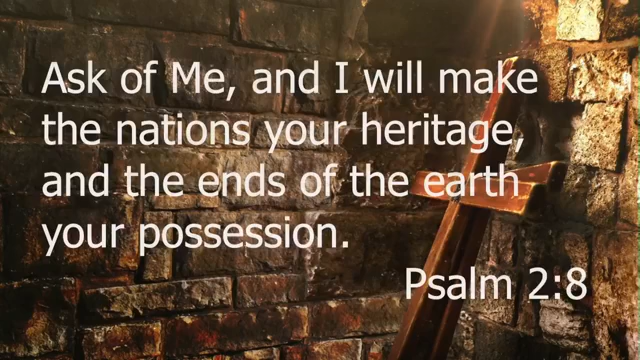 Ask of Me, and I will make
the nations your heritage,
and the ends of the earth
your possession.
Psalm 2:8